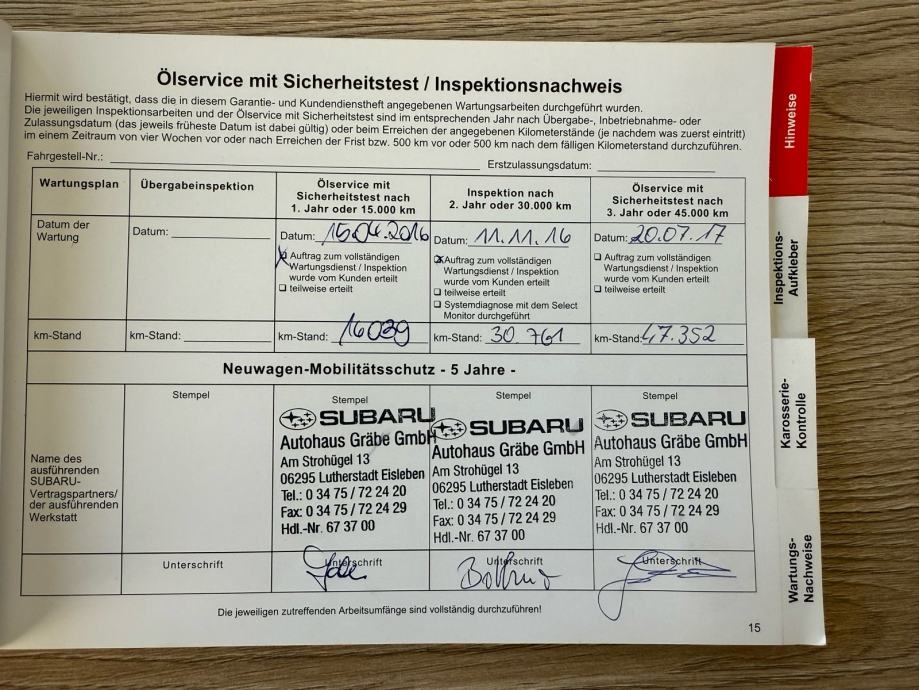 Ölservice mit Sicherheitstest / Inspektionsnachweis
Hiermit wird bestätigt, dass die in diesem Garantie- und Kundendienstheft angegebenen Wartungsarbeiten durchgeführt wurden.
Die jeweiligen Inspektionsarbeiten und der Ölservice mit Sicherheitstest sind im entsprechenden Jahr nach Übergabe-, Inbetriebnahme- oder
Zulassungsdatum (das jeweils früheste Datum ist dabei gültig) oder beim Erreichen der angegebenen Kilometerstände (je nachdem was zuerst eintritt)
im einem Zeitraum von vier Wochen vor oder nach Erreichen der Frist bzw. 500 km vor oder 500 km nach dem fälligen Kilometerstand durchzuführen.
Fahrgestell-Nr.: Erstzulassungsdatum:
Wartungsplan
Übergabeinspektion
Ölservice mit
Sicherheitstest nach
1. Jahr oder 15.000 km
Inspektion nach
2. Jahr oder 30.000 km
Ölservice mit
Sicherheitstest nach
3. Jahr oder 45.000 km
Datum der
Wartung
Datum:
Datum: 15.04.2016
Auftrag zum vollständigen
Wartungsdienst / Inspektion
wurde vom Kunden erteilt
teilweise erteilt
Datum: 11.11.16
Auftrag zum vollständigen
Wartungsdienst / Inspektion
wurde vom Kunden erteilt
teilweise erteilt
Systemdiagnose mit dem Select
Monitor durchgeführt
Datum: 20.07.17
Auftrag zum vollständigen
Wartungsdienst / Inspektion
wurde vom Kunden erteilt
teilweise erteilt
km-Stand
km-Stand:
km-Stand: 16039
km-Stand: 30 761
km-Stand: 47.352
Neuwagen-Mobilitätsschutz - 5 Jahre -
Name des
ausführenden
SUBARU-
Vertragspartners/
der ausführenden
Werkstatt
Stempel
Stempel
SUBARU
Autohaus Gräbe GmbH
Am Strohügel 13
06295 Lutherstadt Eisleben
Tel.: 0 34 75 / 72 24 20
Fax: 0 34 75 / 72 24 29
Hdl.-Nr. 67 37 00
Stempel
SUBARU
Autohaus Gräbe GmbH
Am Strohügel 13
06295 Lutherstadt Eisleben
Tel.: 0 34 75 / 72 24 20
Fax: 0 34 75 / 72 24 29
Hdl.-Nr. 67 37 00
Stempel
SUBARU
Autohaus Gräbe GmbH
Am Strohügel 13
06295 Lutherstadt Eisleben
Tel.: 0 34 75 / 72 24 20
Fax: 0 34 75 / 72 24 29
Hdl.-Nr. 67 37 00
Unterschrift
Unterschrift
Unterschrift
Unterschrift
Die jeweiligen zutreffenden Arbeitsumfänge sind vollständig durchzuführen!
15
Hinweise
Inspektions-
Aufkleber
Karosserie-
Kontrolle
Wartungs-
Nachweise